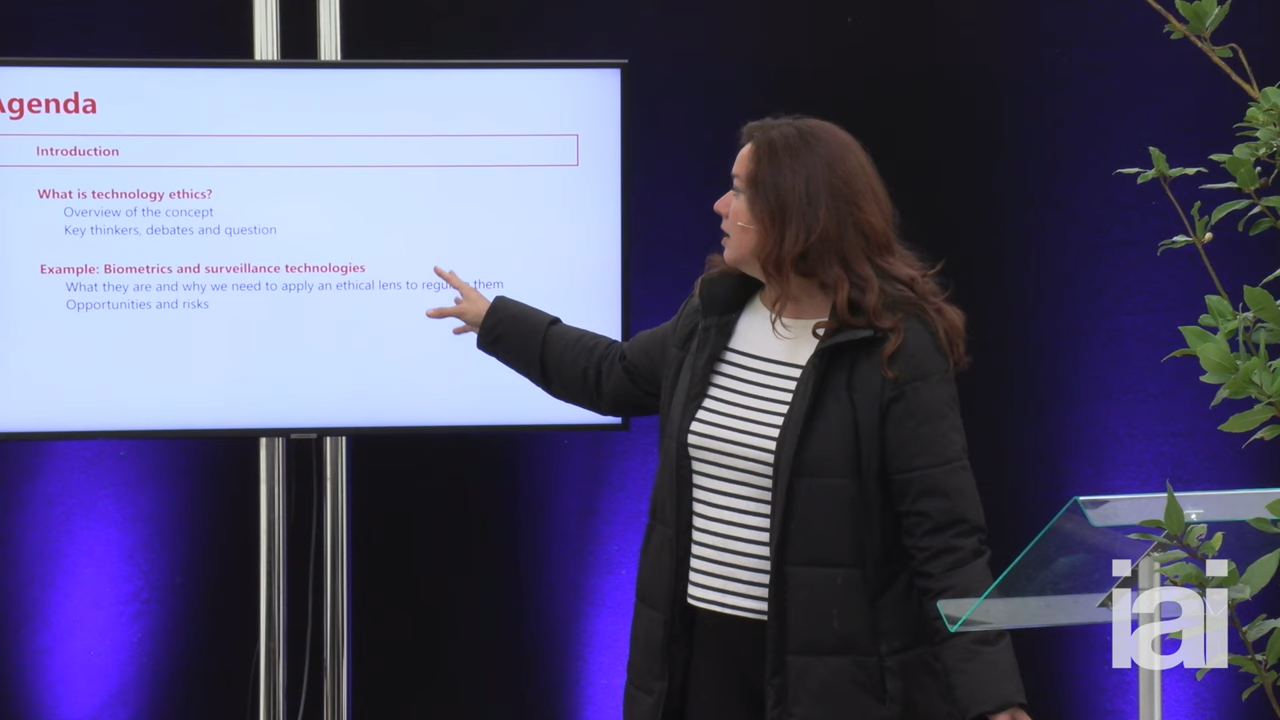 Agenda
Introduction
What is technology ethics?
Overview of the concept
Key thinkers, debates and question
Example: Biometrics and surveillance technologies
What they are and why we need to apply an ethical lens to regulate them
Opportunities and risks
iai